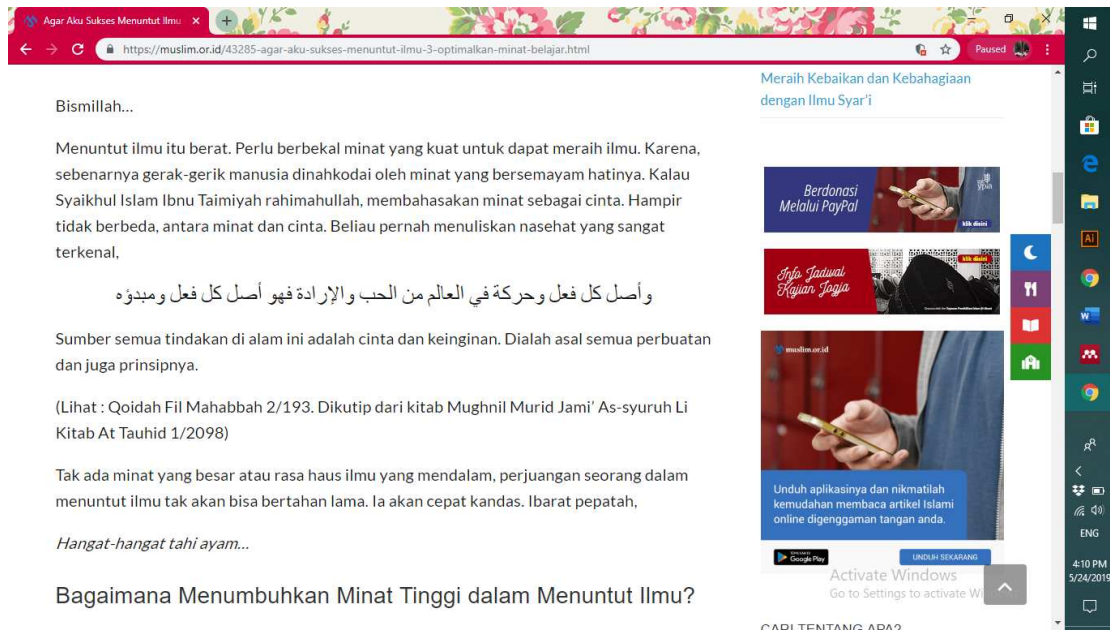 Agar Aku Sukses Menuntut Ilmu
https://muslim.or.id/43285-agar-aku-sukses-menuntut-ilmu-3-optimalkan-minat-belajar.html
Paused
Bismillah...
Menuntut ilmu itu berat. Perlu berbekal minat yang kuat untuk dapat meraih ilmu. Karena,
sebenarnya gerak-gerik manusia dinahkodai oleh minat yang bersemayam hatinya. Kalau
Syaikhul Islam Ibnu Taimiyah rahimahullah, membahasakan minat sebagai cinta. Hampir
tidak berbeda, antara minat dan cinta. Beliau pernah menuliskan nasehat yang sangat
terkenal,
وأصل كل فعل وحركة في العالم من الحب والإرادة فهو أصل كل فعل ومبدؤه
Sumber semua tindakan di alam ini adalah cinta dan keinginan. Dialah asal semua perbuatan
dan juga prinsipnya.
(Lihat : Qoidah Fil Mahabbah 2/193. Dikutip dari kitab Mughnil Murid Jami’ As-syuruh Li
Kitab At Tauhid 1/2098)
Tak ada minat yang besar atau rasa haus ilmu yang mendalam, perjuangan seorang dalam
menuntut ilmu tak akan bisa bertahan lama. Ia akan cepat kandas. Ibarat pepatah,
Hangat-hangat tahi ayam...
Bagaimana Menumbuhkan Minat Tinggi dalam Menuntut Ilmu?
Meraih Kebaikan dan Kebahagiaan
dengan Ilmu Syar'i
Berdonasi
Melalui PayPal
ypia
klik disini
Info Jadwal
Kajian Jogja
klik disini
muslim.or.id
Unduh aplikasinya dan nikmatilah
kemudahan membaca artikel Islami
online digenggaman tangan anda.
Google Play
UNDUH SEKARANG
Activate Windows
Go to Settings to activate Wi
CARI TENTANG APA?
Ai
W
ENG
4:10 PM
5/24/2019